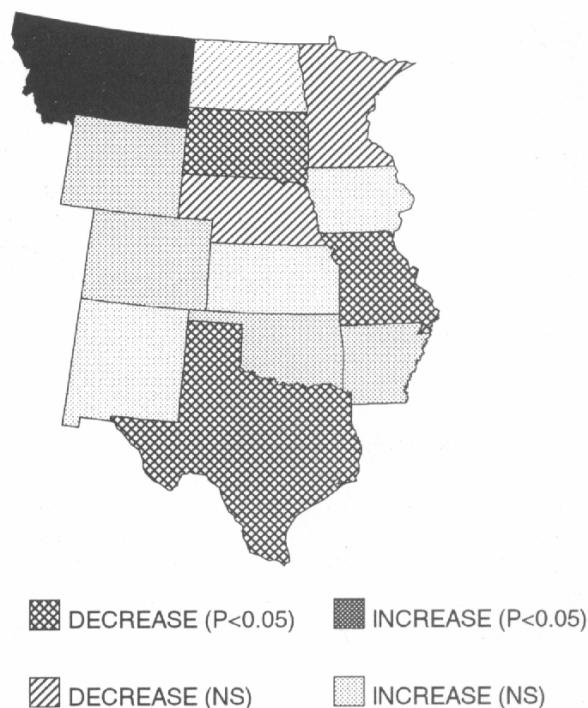 DECREASE (P<0.05)
INCREASE (P<0.05)
DECREASE (NS)
INCREASE (NS)